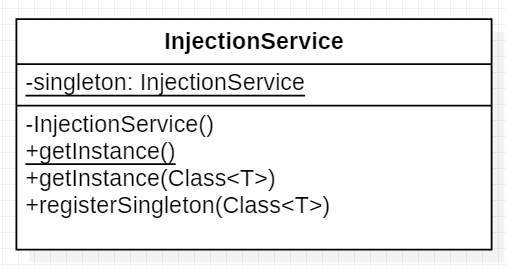 InjectionService
-singleton: InjectionService
-InjectionService()
+getInstance()
+getInstance(Class<T>)
+registerSingleton(Class<T>)